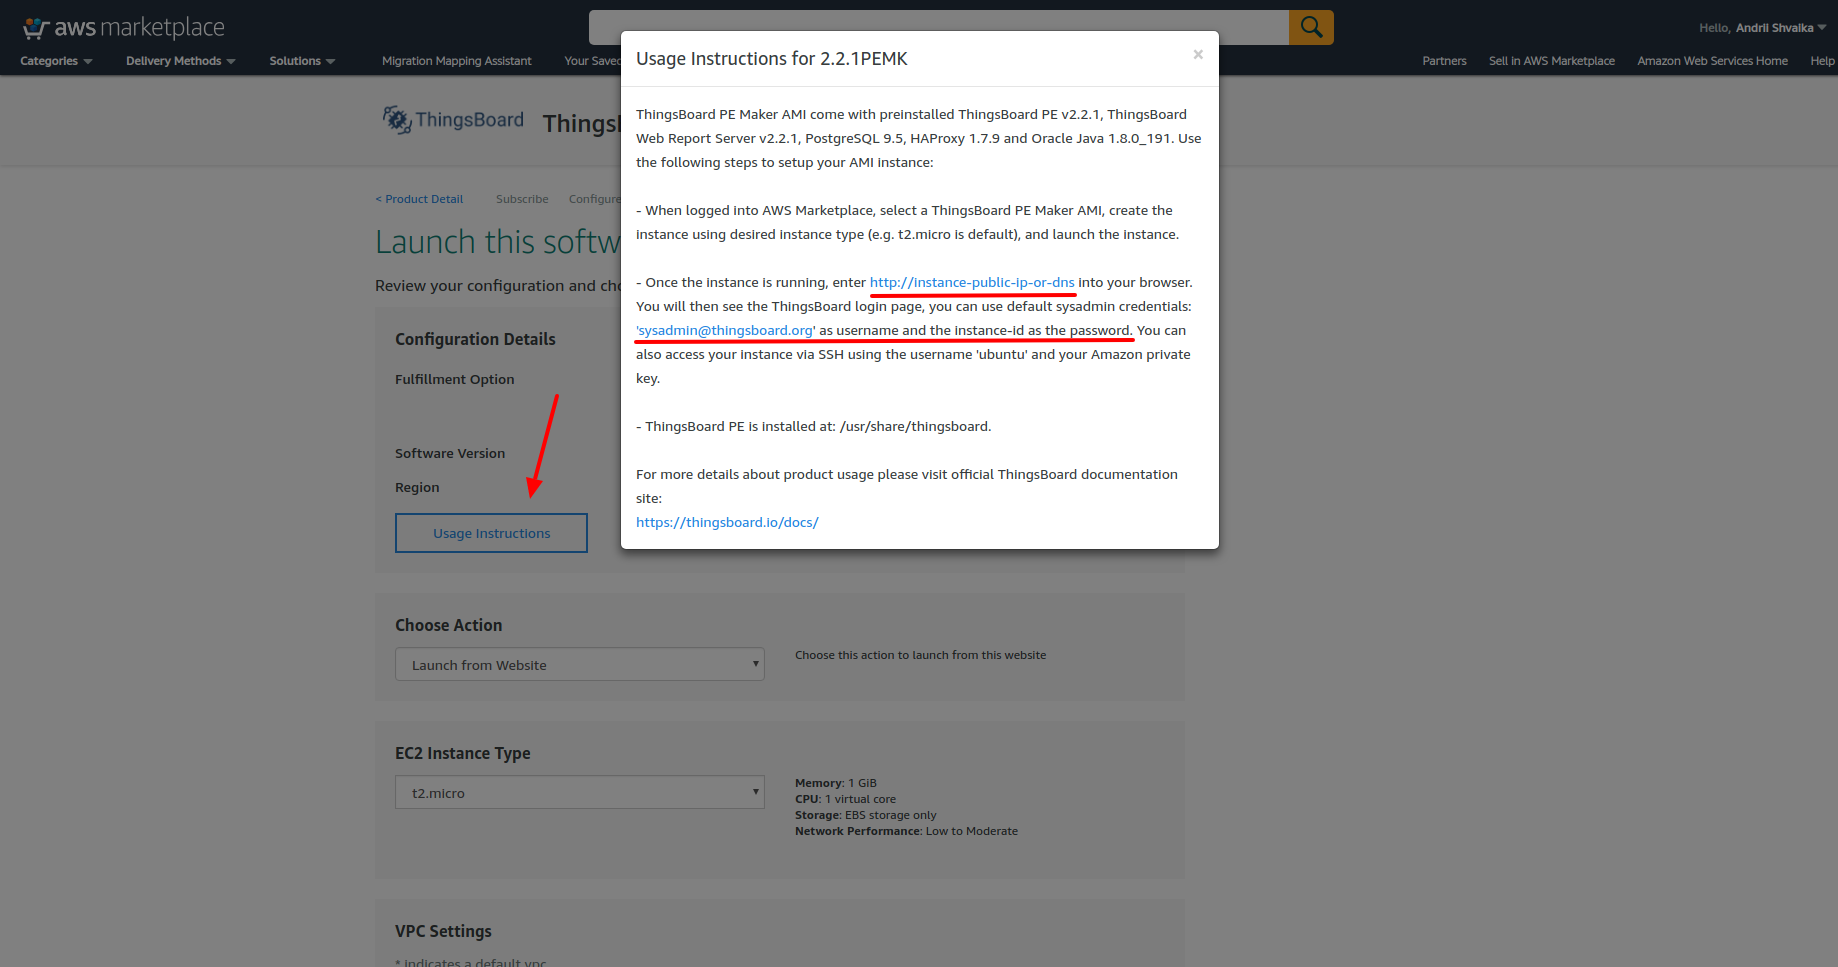 aws marketplace
Hello, Andrii Shvaika
Categories Delivery Methods Solutions Migration Mapping Assistant Your Saved Partners Sell in AWS Marketplace Amazon Web Services Home Help
ThingsBoard
Things
< Product Detail Subscribe Configure
Launch this softw
Review your configuration and cho
Configuration Details
Fulfillment Option
Software Version
Region
Usage Instructions
Usage Instructions for 2.2.1PEMK ×
ThingsBoard PE Maker AMI come with preinstalled ThingsBoard PE v2.2.1, ThingsBoard
Web Report Server v2.2.1, PostgreSQL 9.5, HAProxy 1.7.9 and Oracle Java 1.8.0_191. Use
the following steps to setup your AMI instance:
- When logged into AWS Marketplace, select a ThingsBoard PE Maker AMI, create the
instance using desired instance type (e.g. t2.micro is default), and launch the instance.
- Once the instance is running, enter http://instance-public-ip-or-dns into your browser.
You will then see the ThingsBoard login page, you can use default sysadmin credentials:
'sysadmin@thingsboard.org' as username and the instance-id as the password. You can
also access your instance via SSH using the username 'ubuntu' and your Amazon private
key.
- ThingsBoard PE is installed at: /usr/share/thingsboard.
For more details about product usage please visit official ThingsBoard documentation
site:
https://thingsboard.io/docs/
Choose Action
Launch from Website
Choose this action to launch from this website
EC2 Instance Type
t2.micro
Memory: 1 GiB
CPU: 1 virtual core
Storage: EBS storage only
Network Performance: Low to Moderate
VPC Settings
* indicates a default vpc